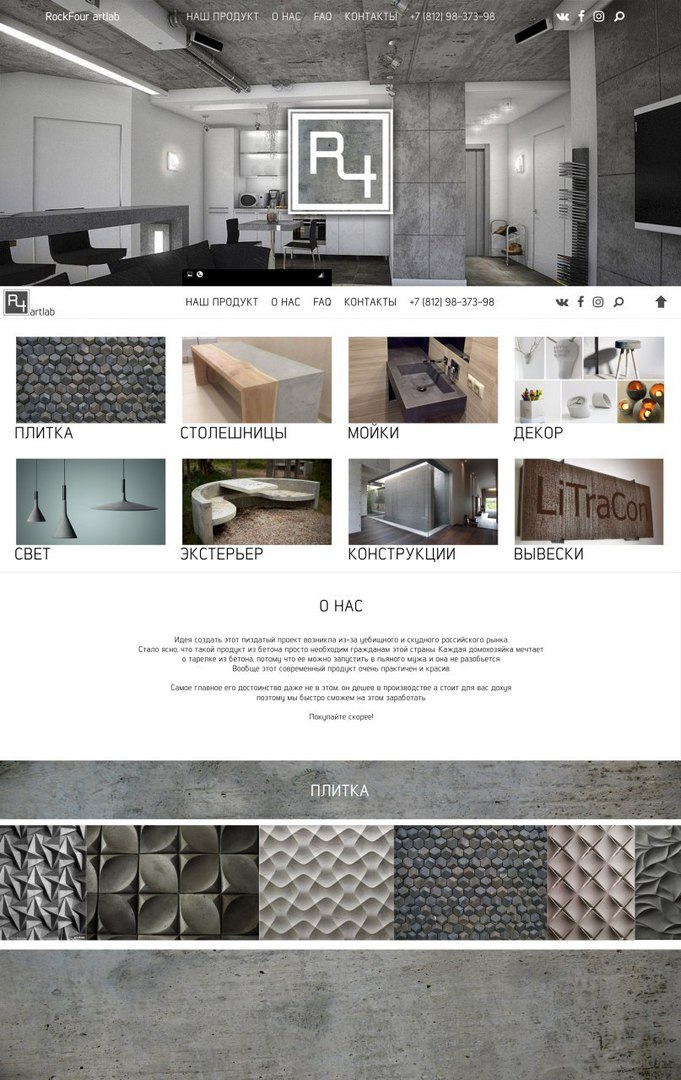 RockFour artlab НАШ ПРОДУКТ О НАС FAQ КОНТАКТЫ +7 (812) 98-373-98
R4
R4 artlab НАШ ПРОДУКТ О НАС FAQ КОНТАКТЫ +7 (812) 98-373-98
ПЛИТКА СТОЛЕШНИЦЫ МОЙКИ ДЕКОР
LiTraCon
СВЕТ ЭКСТЕРЬЕР КОНСТРУКЦИИ ВЫВЕСКИ
О НАС
Идея создать этот пиздатый проект возникла из-за уебищного и скудного российского рынка
Стало ясно, что такой продукт из бетона просто необходим гражданам этой страны. Каждая домохозяйка мечтает
о тарелке из бетона, потому что ее можно запустить в пьяного мужа и она не разобьется
Вообще этот современный продукт очень практичен и красив
Самое главное его достоинство даже не в этом, он дешев в производстве а стоит для вас дохуя
поэтому мы быстро сможем на этом заработать
Покупайте скорее!
ПЛИТКА